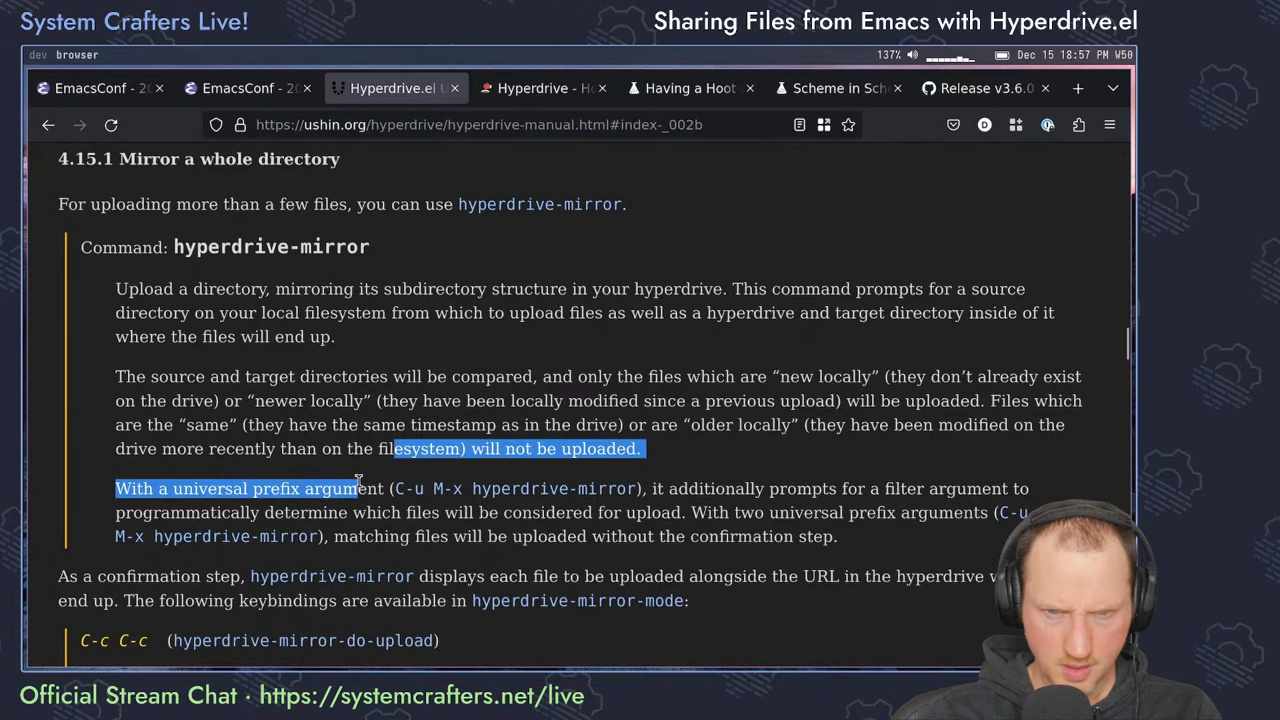 System Crafters Live!
Sharing Files from Emacs with Hyperdrive.el
dev browser
137%
Dec 15 18:57 PM W50
EmacsConf - 20
EmacsConf - 20
Hyperdrive.el U
Hyperdrive - Ho
Having a Hoot
Scheme in Sch
Release v3.6.0
https://ushin.org/hyperdrive/hyperdrive-manual.html#index-_002b
4.15.1 Mirror a whole directory
For uploading more than a few files, you can use hyperdrive-mirror.
Command: hyperdrive-mirror
Upload a directory, mirroring its subdirectory structure in your hyperdrive. This command prompts for a source
directory on your local filesystem from which to upload files as well as a hyperdrive and target directory inside of it
where the files will end up.
The source and target directories will be compared, and only the files which are “new locally” (they don’t already exist
on the drive) or “newer locally” (they have been locally modified since a previous upload) will be uploaded. Files which
are the “same” (they have the same timestamp as in the drive) or are “older locally” (they have been modified on the
drive more recently than on the filesystem) will not be uploaded.
With a universal prefix argument (C-u M-x hyperdrive-mirror), it additionally prompts for a filter argument to
programmatically determine which files will be considered for upload. With two universal prefix arguments (C-u
M-x hyperdrive-mirror), matching files will be uploaded without the confirmation step.
As a confirmation step, hyperdrive-mirror displays each file to be uploaded alongside the URL in the hyperdrive
end up. The following keybindings are available in hyperdrive-mirror-mode:
C-c C-c (hyperdrive-mirror-do-upload)
Official Stream Chat · https://systemcrafters.net/live